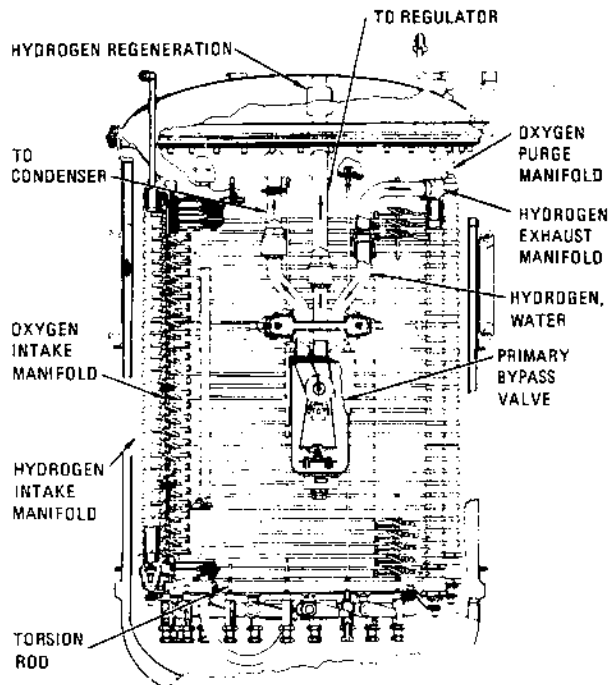 TO REGULATOR
HYDROGEN REGENERATION
TO
CONDENSER
OXYGEN
PURGE
MANIFOLD
HYDROGEN
EXHAUST
MANIFOLD
HYDROGEN,
WATER
OXYGEN
INTAKE
MANIFOLD
PRIMARY
BYPASS
VALVE
HYDROGEN
INTAKE
MANIFOLD
TORSION
ROD